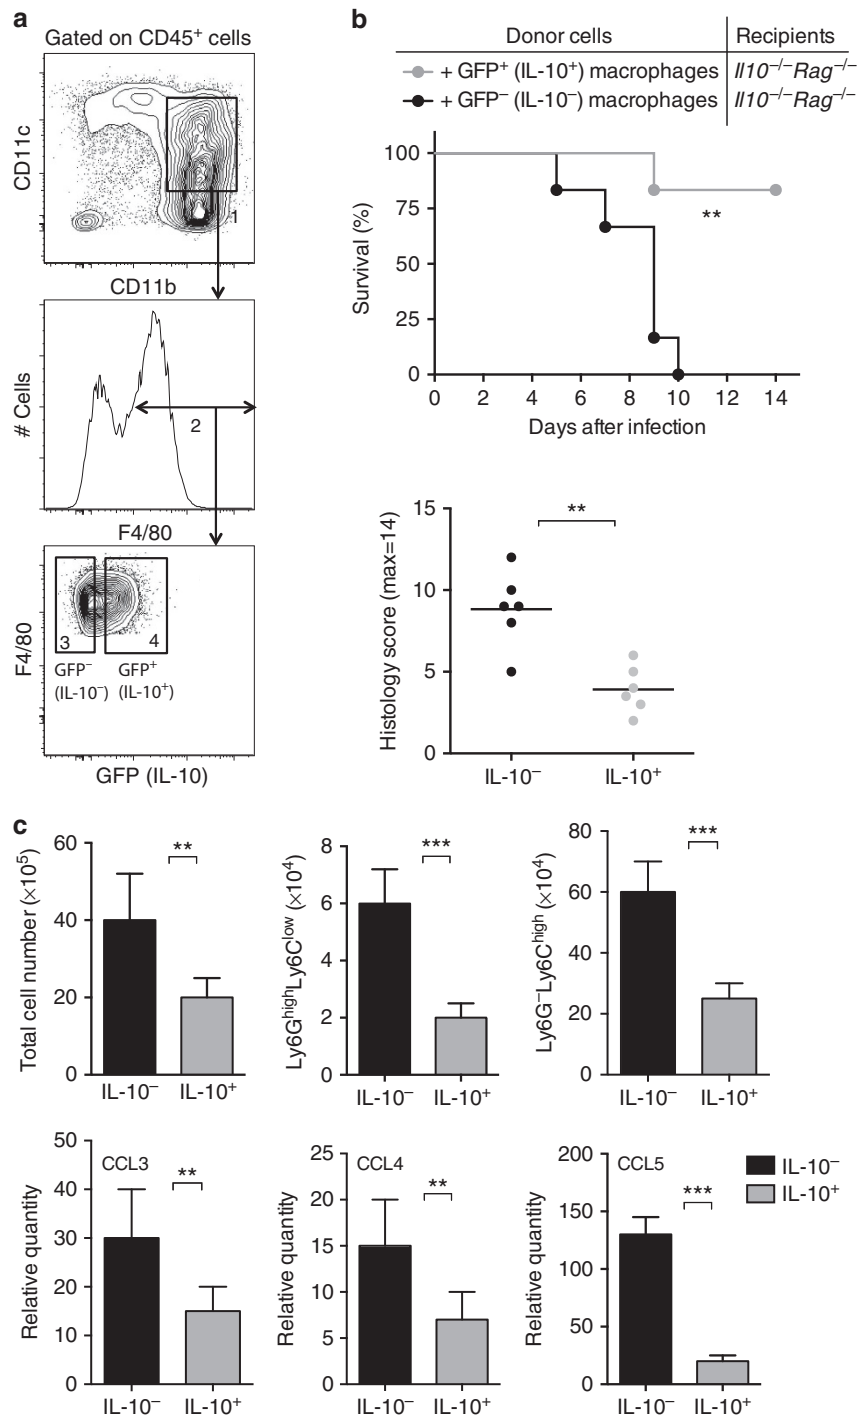 a
Gated on CD45⁺ cells
CD11c
1
CD11b
# Cells
2
F4/80
F4/80
3
4
GFP⁻ GFP⁺
(IL-10⁻) (IL-10⁺)
GFP (IL-10)
b
Donor cells Recipients
+ GFP⁺ (IL-10⁺) macrophages Il10⁻/⁻Rag⁻/⁻
+ GFP⁻ (IL-10⁻) macrophages Il10⁻/⁻Rag⁻/⁻
Survival (%)
100
75
50
25
0
**
0 2 4 6 8 10 12 14
Days after infection
Histology score (max=14)
15
10
5
0
**
IL-10⁻ IL-10⁺
c
Total cell number (×10⁵)
60
40
20
0
**
IL-10⁻ IL-10⁺
Ly6GʰⁱᵍʰLy6Cˡᵒʷ (×10⁴)
8
6
4
2
0
***
IL-10⁻ IL-10⁺
Ly6G⁻Ly6Cʰⁱᵍʰ (×10⁴)
80
60
40
20
0
***
IL-10⁻ IL-10⁺
Relative quantity
50
40
30
20
10
0
CCL3
**
IL-10⁻ IL-10⁺
Relative quantity
25
20
15
10
5
0
CCL4
**
IL-10⁻ IL-10⁺
Relative quantity
200
150
100
50
0
CCL5
***
IL-10⁻ IL-10⁺
IL-10⁻
IL-10⁺